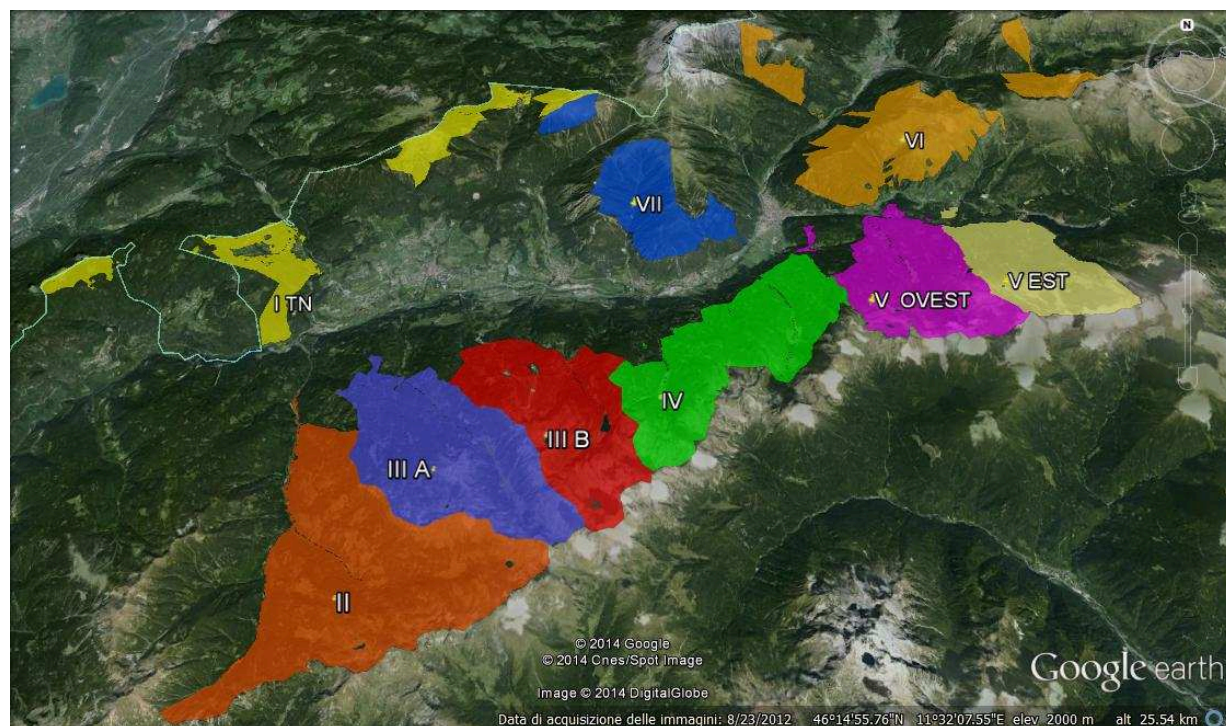 N
VI
VII
I TN
V EST
V OVEST
IV
III B
III A
II
© 2014 Google
© 2014 Cnes/Spot Image
Image © 2014 DigitalGlobe
Google earth
Data di acquisizione delle immagini: 8/23/2012 46°14'55.76"N 11°32'07.55"E elev 2000 m alt 25.54 km